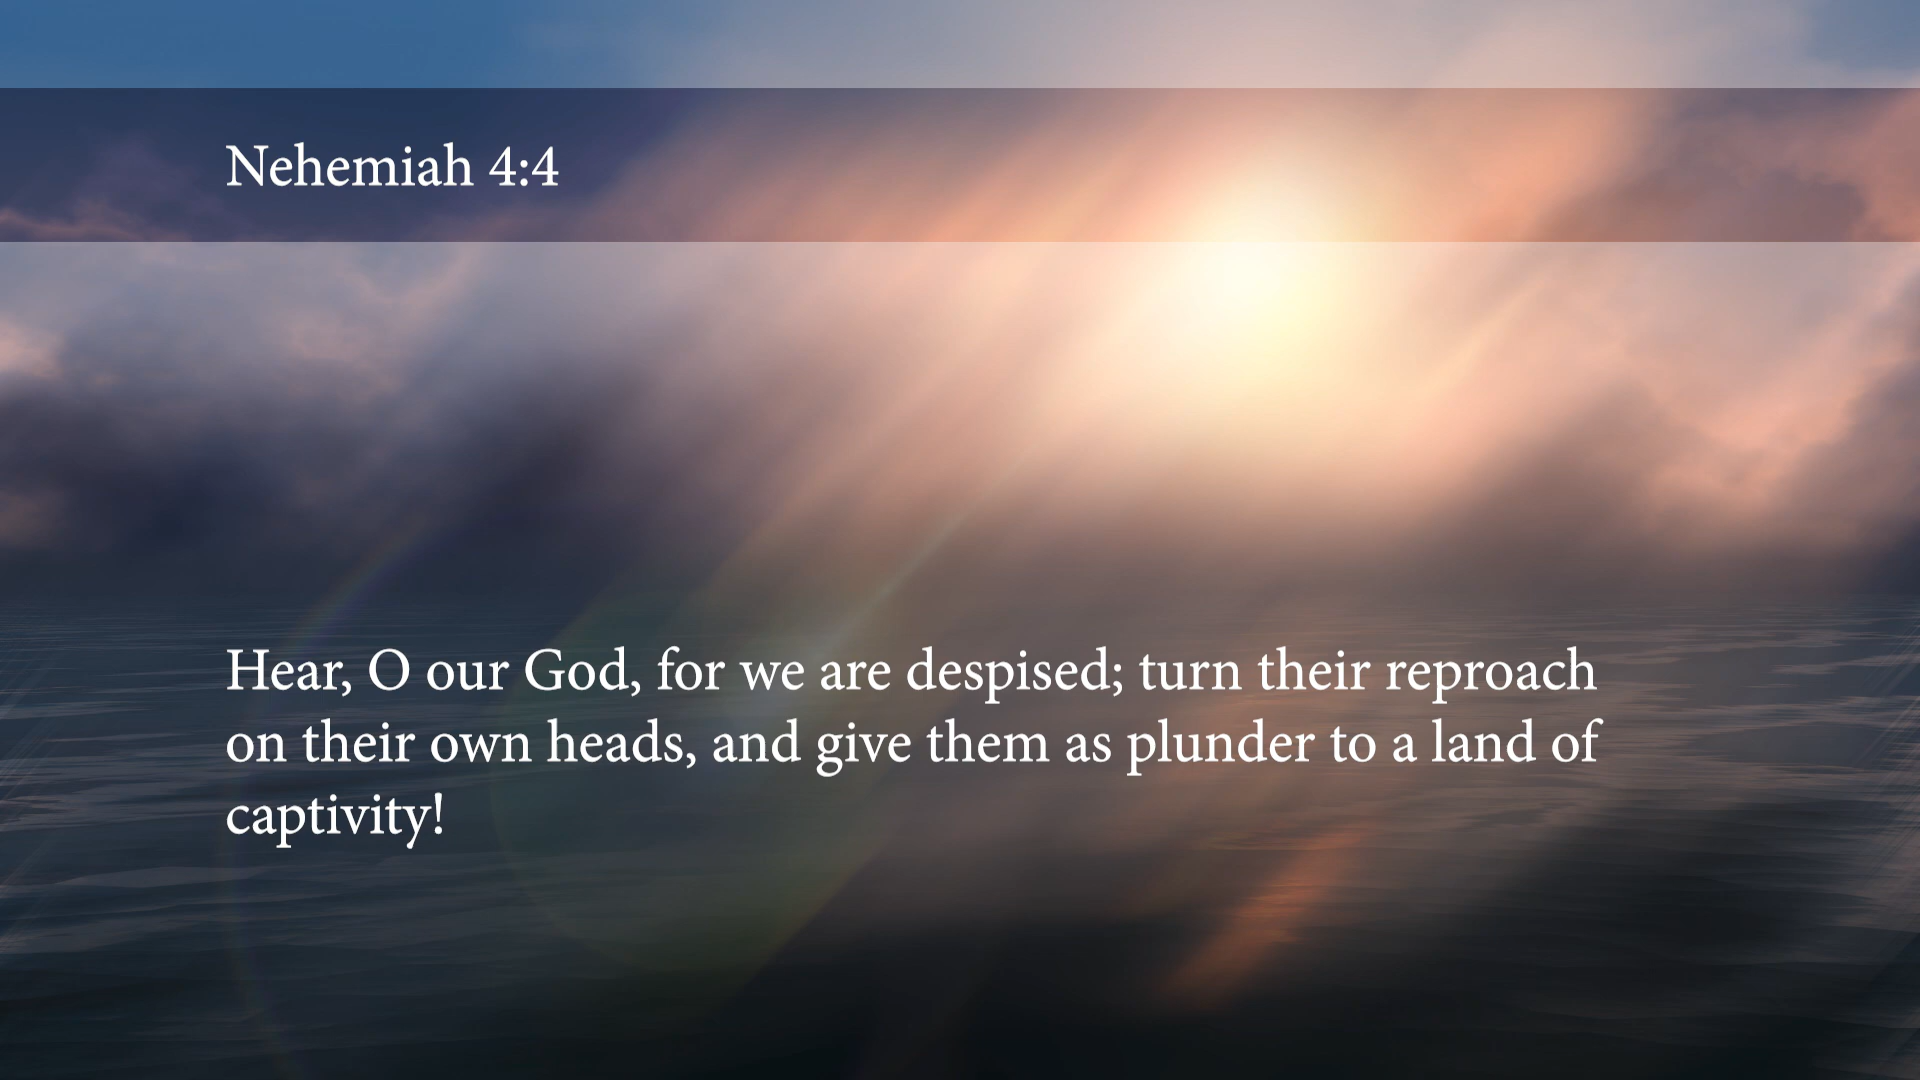 Nehemiah 4:4
Hear, O our God, for we are despised; turn their reproach
on their own heads, and give them as plunder to a land of
captivity!